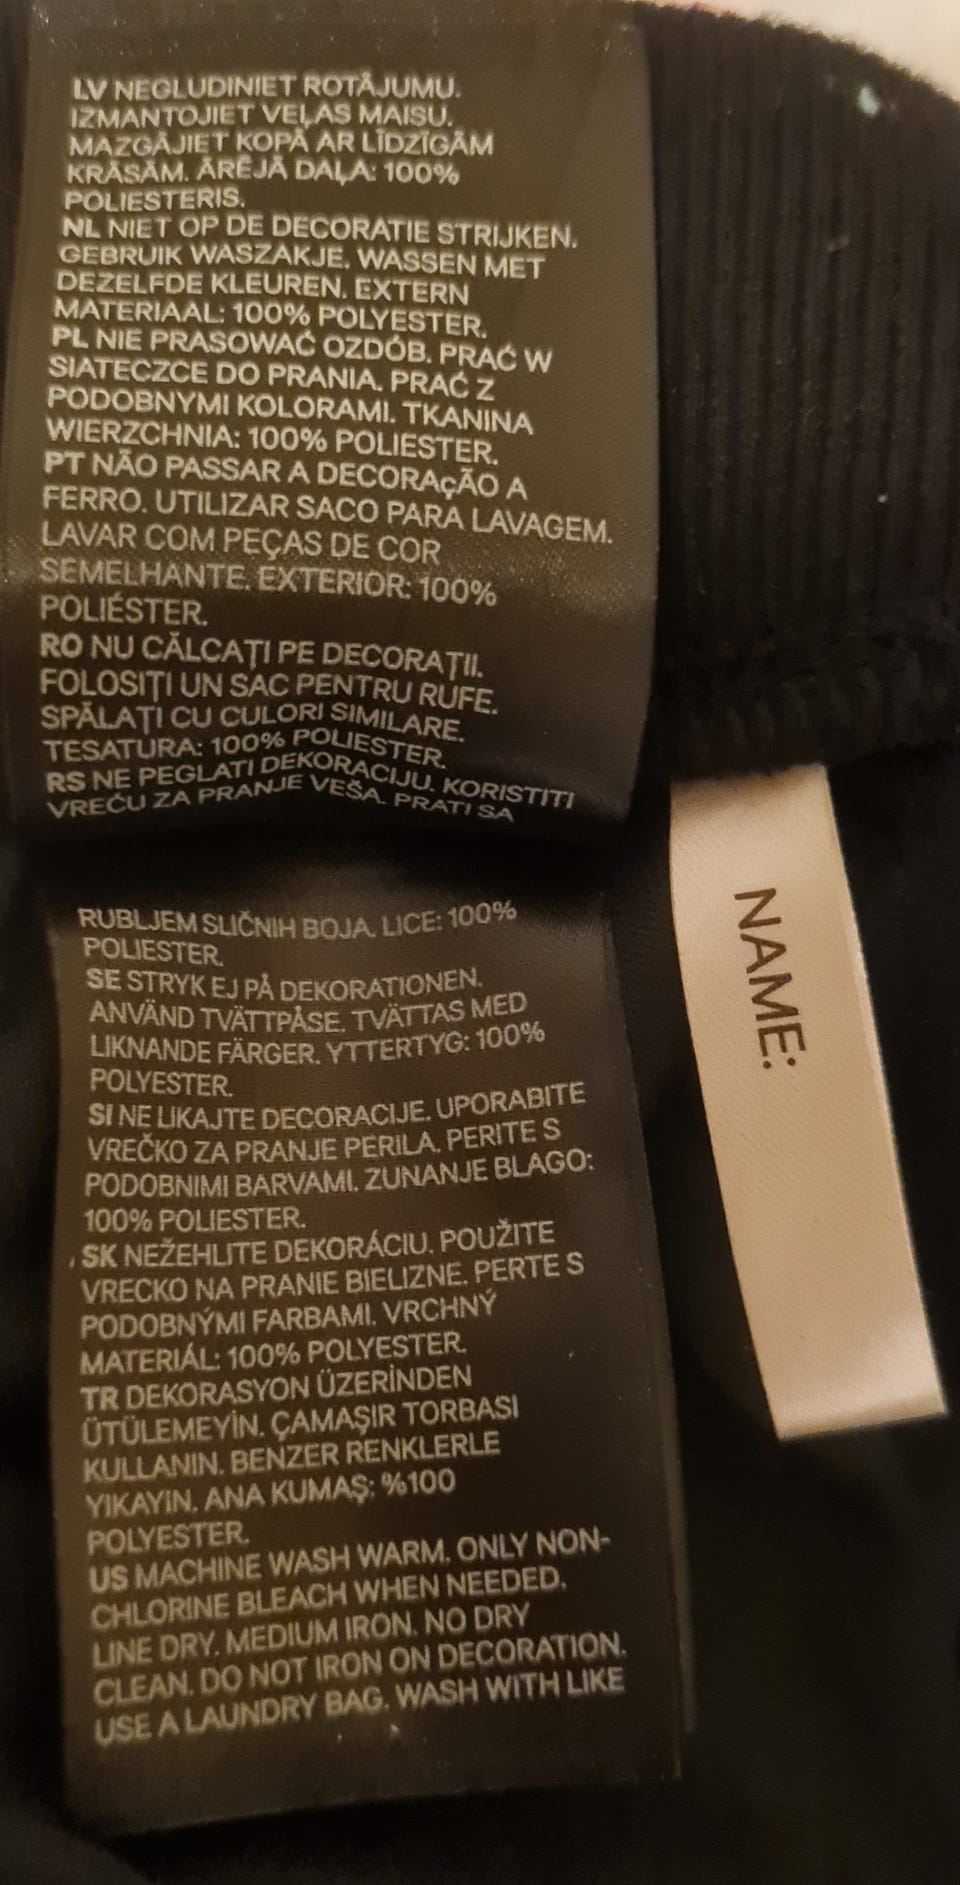 LV NEGLUDINIET ROTĀJUMU.
IZMANTOJIET VEĻAS MAISU.
MAZGĀJIET KOPĀ AR LĪDZĪGĀM
KRĀSĀM. ĀRĒJĀ DAĻA: 100%
POLIESTERIS.
NL NIET OP DE DECORATIE STRIJKEN.
GEBRUIK WASZAKJE. WASSEN MET
DEZELFDE KLEUREN. EXTERN
MATERIAAL: 100% POLYESTER.
PL NIE PRASOWAĆ OZDÓB. PRAĆ W
SIATECZCE DO PRANIA. PRAĆ Z
PODOBNYMI KOLORAMI. TKANINA
WIERZCHNIA: 100% POLIESTER.
PT NÃO PASSAR A DECORAçÃO A
FERRO. UTILIZAR SACO PARA LAVAGEM.
LAVAR COM PEÇAS DE COR
SEMELHANTE. EXTERIOR: 100%
POLIÉSTER.
RO NU CĂLCAȚI PE DECORAȚII.
FOLOSIȚI UN SAC PENTRU RUFE.
SPĂLAȚI CU CULORI SIMILARE.
TESATURA: 100% POLIESTER.
RS NE PEGLATI DEKORACIJU. KORISTITI
VREĆU ZA PRANJE VEŠA. PRATI SA
RUBLJEM SLIČNIH BOJA. LICE: 100%
POLIESTER.
SE STRYK EJ PÅ DEKORATIONEN.
ANVÄND TVÄTTPÅSE. TVÄTTAS MED
LIKNANDE FÄRGER. YTTERTYG: 100%
POLYESTER.
SI NE LIKAJTE DECORACIJE. UPORABITE
VREČKO ZA PRANJE PERILA. PERITE S
PODOBNIMI BARVAMI. ZUNANJE BLAGO:
100% POLIESTER.
SK NEŽEHLITE DEKORÁCIU. POUŽITE
VRECKO NA PRANIE BIELIZNE. PERTE S
PODOBNÝMI FARBAMI. VRCHNÝ
MATERIÁL: 100% POLYESTER.
TR DEKORASYON ÜZERİNDEN
ÜTÜLEMEYİN. ÇAMAŞIR TORBASI
KULLANIN. BENZER RENKLERLE
YIKAYIN. ANA KUMAŞ: %100
POLYESTER.
US MACHINE WASH WARM. ONLY NON-
CHLORINE BLEACH WHEN NEEDED.
LINE DRY. MEDIUM IRON. NO DRY
CLEAN. DO NOT IRON ON DECORATION.
USE A LAUNDRY BAG. WASH WITH LIKE
NAME: